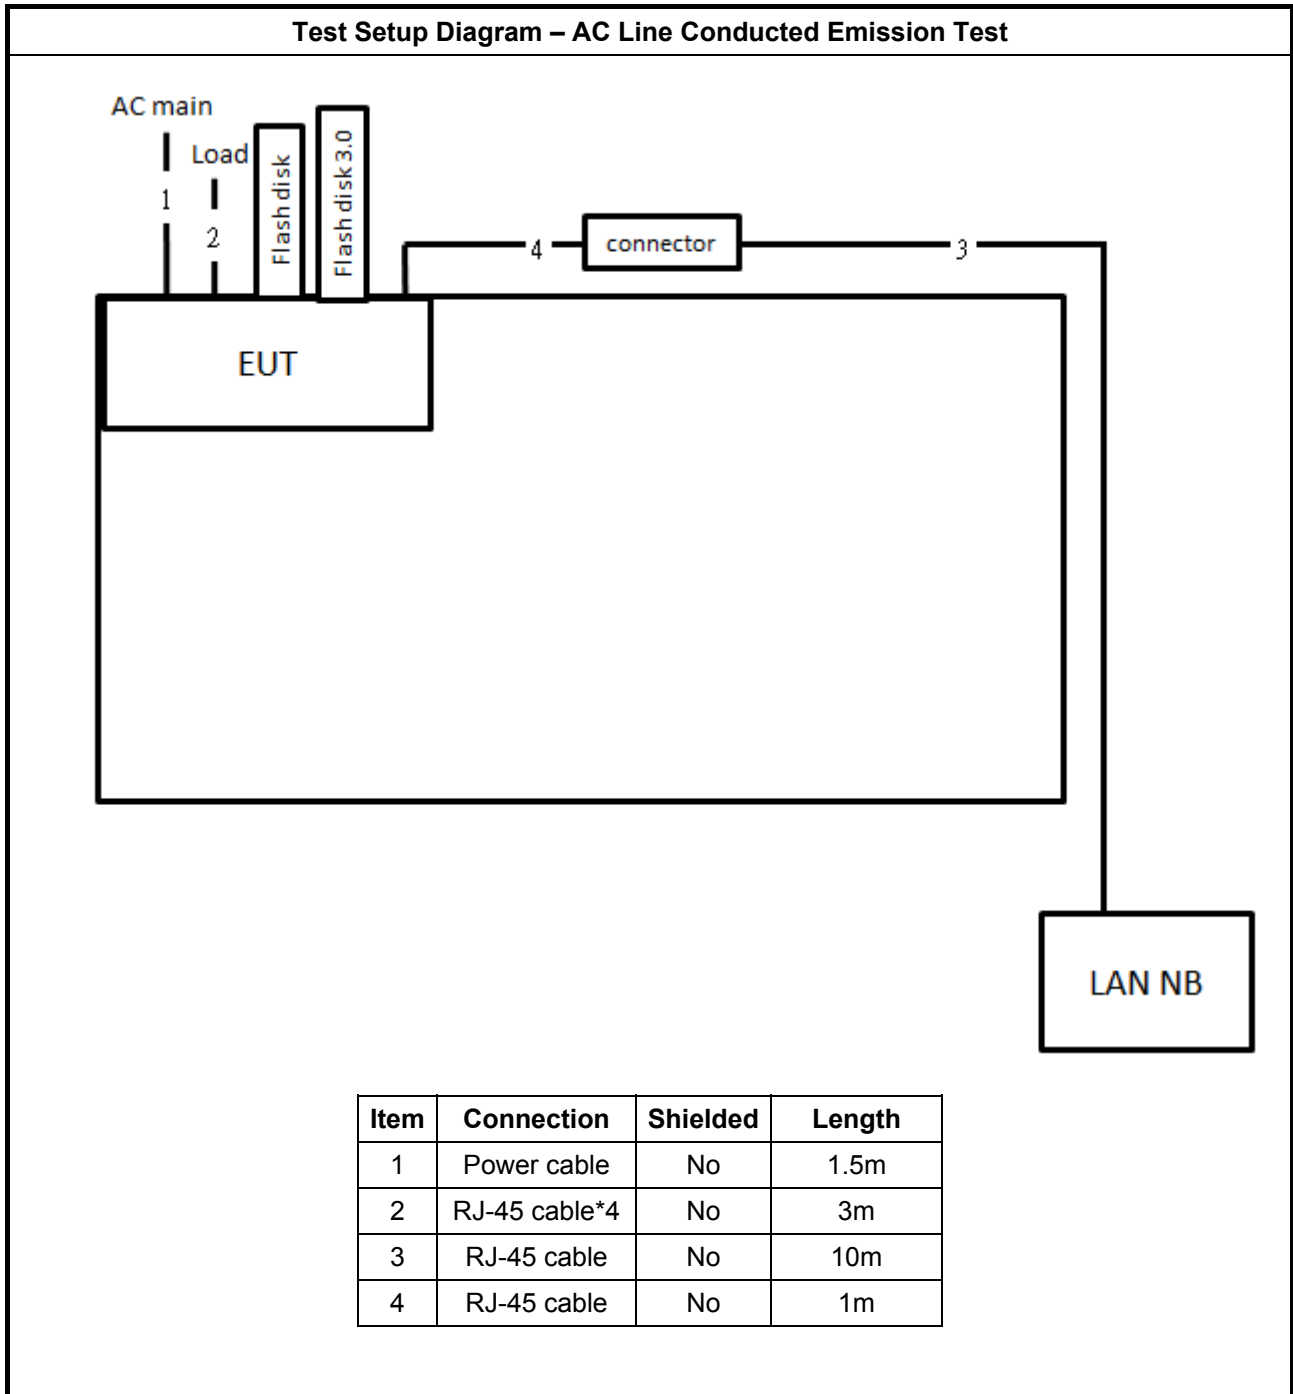 Test Setup Diagram – AC Line Conducted Emission Test
AC main
Load
1
2
Flash disk
Flash disk 3.0
4
connector
3
EUT
LAN NB
Item Connection Shielded Length
1 Power cable No 1.5m
2 RJ-45 cable*4 No 3m
3 RJ-45 cable No 10m
4 RJ-45 cable No 1m